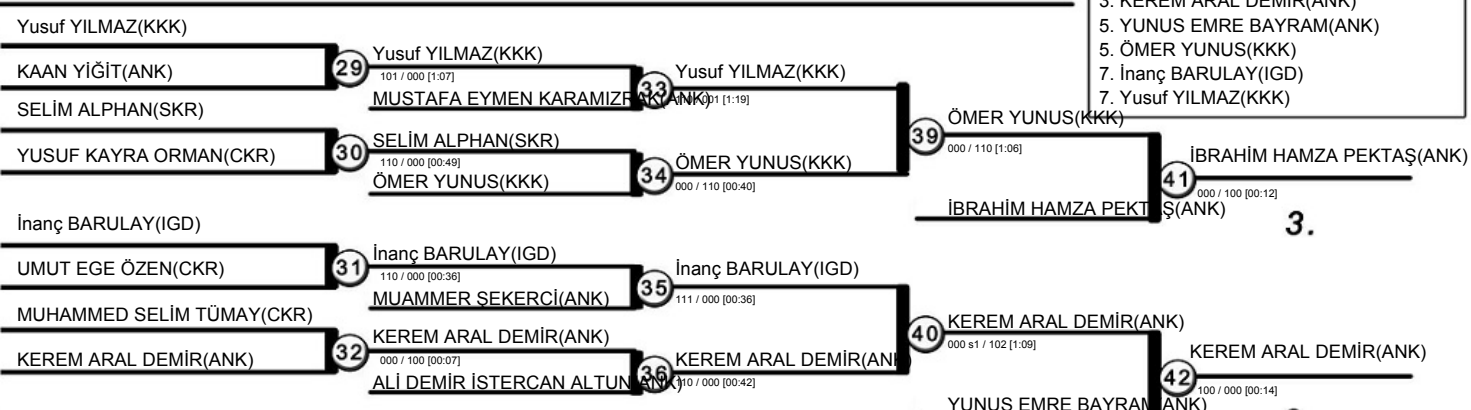 3. KEREM ARAL DEMİR(ANK)
5. YUNUS EMRE BAYRAM(ANK)
5. ÖMER YUNUS(KKK)
7. İnanç BARULAY(IGD)
7. Yusuf YILMAZ(KKK)
Yusuf YILMAZ(KKK)
KAAN YİĞİT(ANK)
29
Yusuf YILMAZ(KKK)
101 / 000 [1:07]
MUSTAFA EYMEN KARAMIZRAK(ANK)
33
Yusuf YILMAZ(KKK)
/ 001 [1:19]
SELİM ALPHAN(SKR)
YUSUF KAYRA ORMAN(CKR)
30
SELİM ALPHAN(SKR)
110 / 000 [00:49]
ÖMER YUNUS(KKK)
34
ÖMER YUNUS(KKK)
000 / 110 [00:40]
39
ÖMER YUNUS(KKK)
000 / 110 [1:06]
İBRAHİM HAMZA PEKTAŞ(ANK)
41
İBRAHİM HAMZA PEKTAŞ(ANK)
000 / 100 [00:12]
3.
İnanç BARULAY(IGD)
UMUT EGE ÖZEN(CKR)
31
İnanç BARULAY(IGD)
110 / 000 [00:36]
MUAMMER ŞEKERCİ(ANK)
35
İnanç BARULAY(IGD)
111 / 000 [00:36]
MUHAMMED SELİM TÜMAY(CKR)
KEREM ARAL DEMİR(ANK)
32
KEREM ARAL DEMİR(ANK)
000 / 100 [00:07]
ALİ DEMİR İSTERCAN ALTUN(ANK)
36
KEREM ARAL DEMİR(ANK)
110 / 000 [00:42]
40
KEREM ARAL DEMİR(ANK)
000 s1 / 102 [1:09]
YUNUS EMRE BAYRAM(ANK)
42
KEREM ARAL DEMİR(ANK)
100 / 000 [00:14]